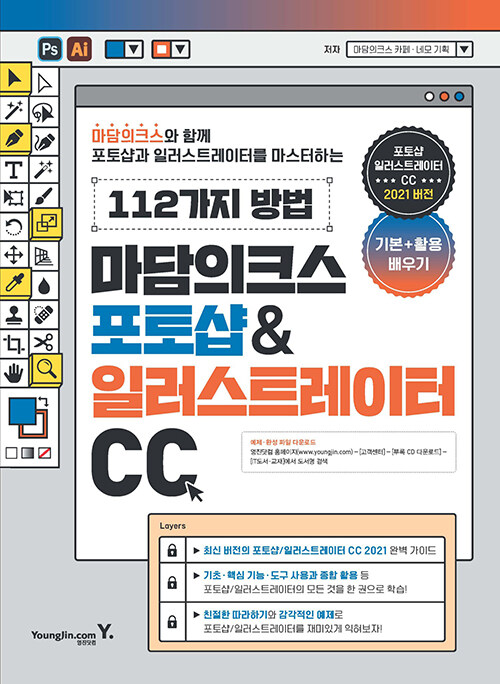 Ps
Ai
저자
마담의크스 카페 · 네모 기획
마담의크스와 함께
포토샵과 일러스트레이터를 마스터하는
112가지 방법
포토샵
일러스트레이터
CC
2021 버전
기본+활용
배우기
마담의크스
포토샵 &
일러스트레이터
CC
예제 · 완성 파일 다운로드
영진닷컴 홈페이지(www.youngjin.com) – [고객센터] – [부록 CD 다운로드] –
[IT도서 · 교재]에서 도서명 검색
T
Layers
▶ 최신 버전의 포토샵/일러스트레이터 CC 2021 완벽 가이드
▶ 기초 · 핵심 기능 · 도구 사용과 종합 활용 등
포토샵/일러스트레이터의 모든 것을 한 권으로 학습!
▶ 친절한 따라하기와 감각적인 예제로
포토샵/일러스트레이터를 재미있게 익혀보자!
YoungJin.com Y.
영진닷컴